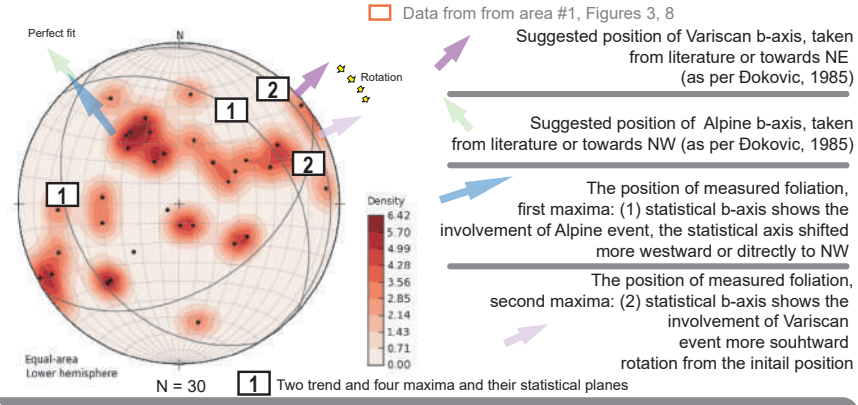 Data from from area #1, Figures 3, 8
Perfect fit
N
Rotation
1
2
2
1
Suggested position of Variscan b-axis, taken
from literature or towards NE
(as per Đokovic, 1985)
Suggested position of Alpine b-axis, taken
from literature or towards NW (as per Đokovic, 1985)
The position of measured foliation,
first maxima: (1) statistical b-axis shows the
involvement of Alpine event, the statistical axis shifted
more westward or ditrectly to NW
The position of measured foliation,
second maxima: (2) statistical b-axis shows the
involvement of Variscan
event more souhtward
rotation from the initail position
Density
6.42
5.70
4.99
4.28
3.56
2.85
2.14
1.43
0.71
0.00
Equal-area
Lower hemisphere
N = 30
1 Two trend and four maxima and their statistical planes